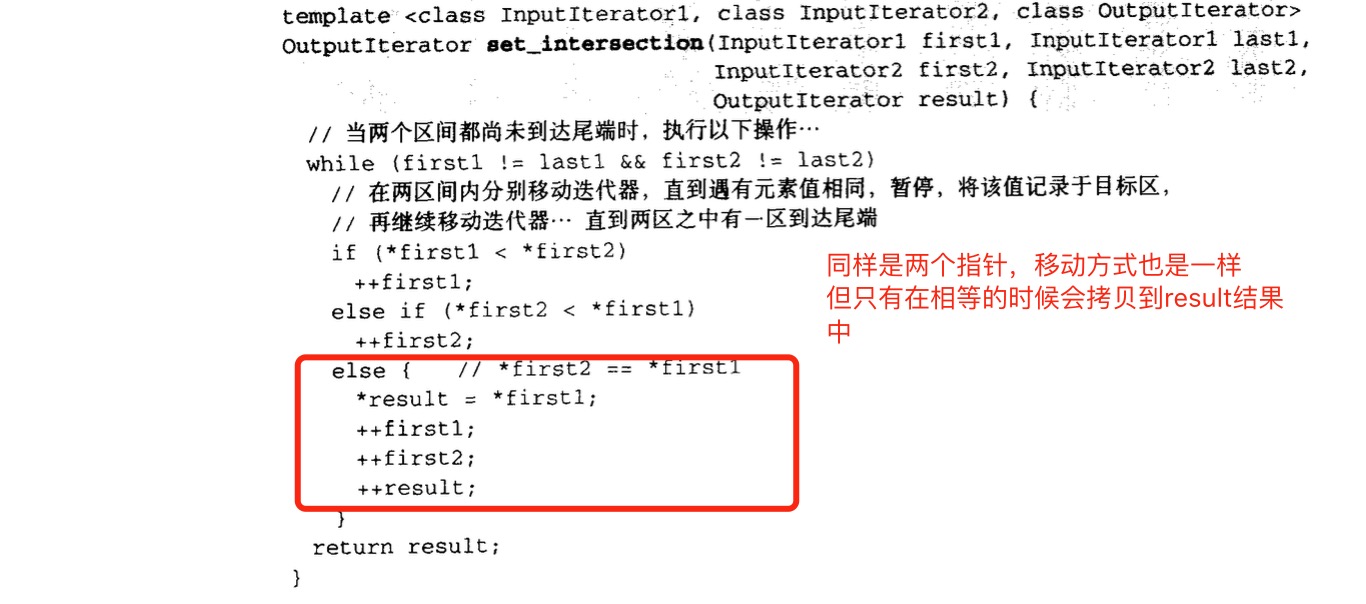 template <class InputIterator1, class InputIterator2, class OutputIterator>
OutputIterator set_intersection(InputIterator1 first1, InputIterator1 last1,
InputIterator2 first2, InputIterator2 last2,
OutputIterator result) {
// 当两个区间都尚未到达尾端时，执行以下操作…
while (first1 != last1 && first2 != last2)
// 在两区间内分别移动迭代器，直到遇有元素值相同，暂停，将该值记录于目标区，
// 再继续移动迭代器… 直到两区之中有一区到达尾端
if (*first1 < *first2)
++first1;
else if (*first2 < *first1)
++first2;
else { // *first2 == *first1
*result = *first1;
++first1;
++first2;
++result;
}
return result;
}
同样是两个指针，移动方式也是一样
但只有在相等的时候会拷贝到result结果
中